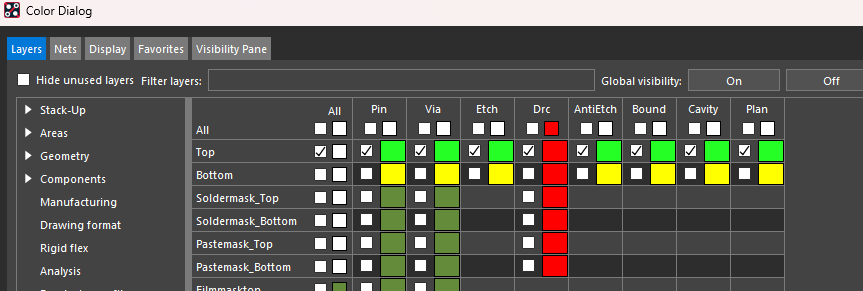 Color Dialog
Layers Nets Display Favorites Visibility Pane
Hide unused layers Filter layers: Global visibility: On Off
Stack-Up
Areas
Geometry
Components
Manufacturing
Drawing format
Rigid flex
Analysis
All Pin Via Etch Drc AntiEtch Bound Cavity Plan
All
Top
Bottom
Soldermask_Top
Soldermask_Bottom
Pastemask_Top
Pastemask_Bottom
Filmmasktop